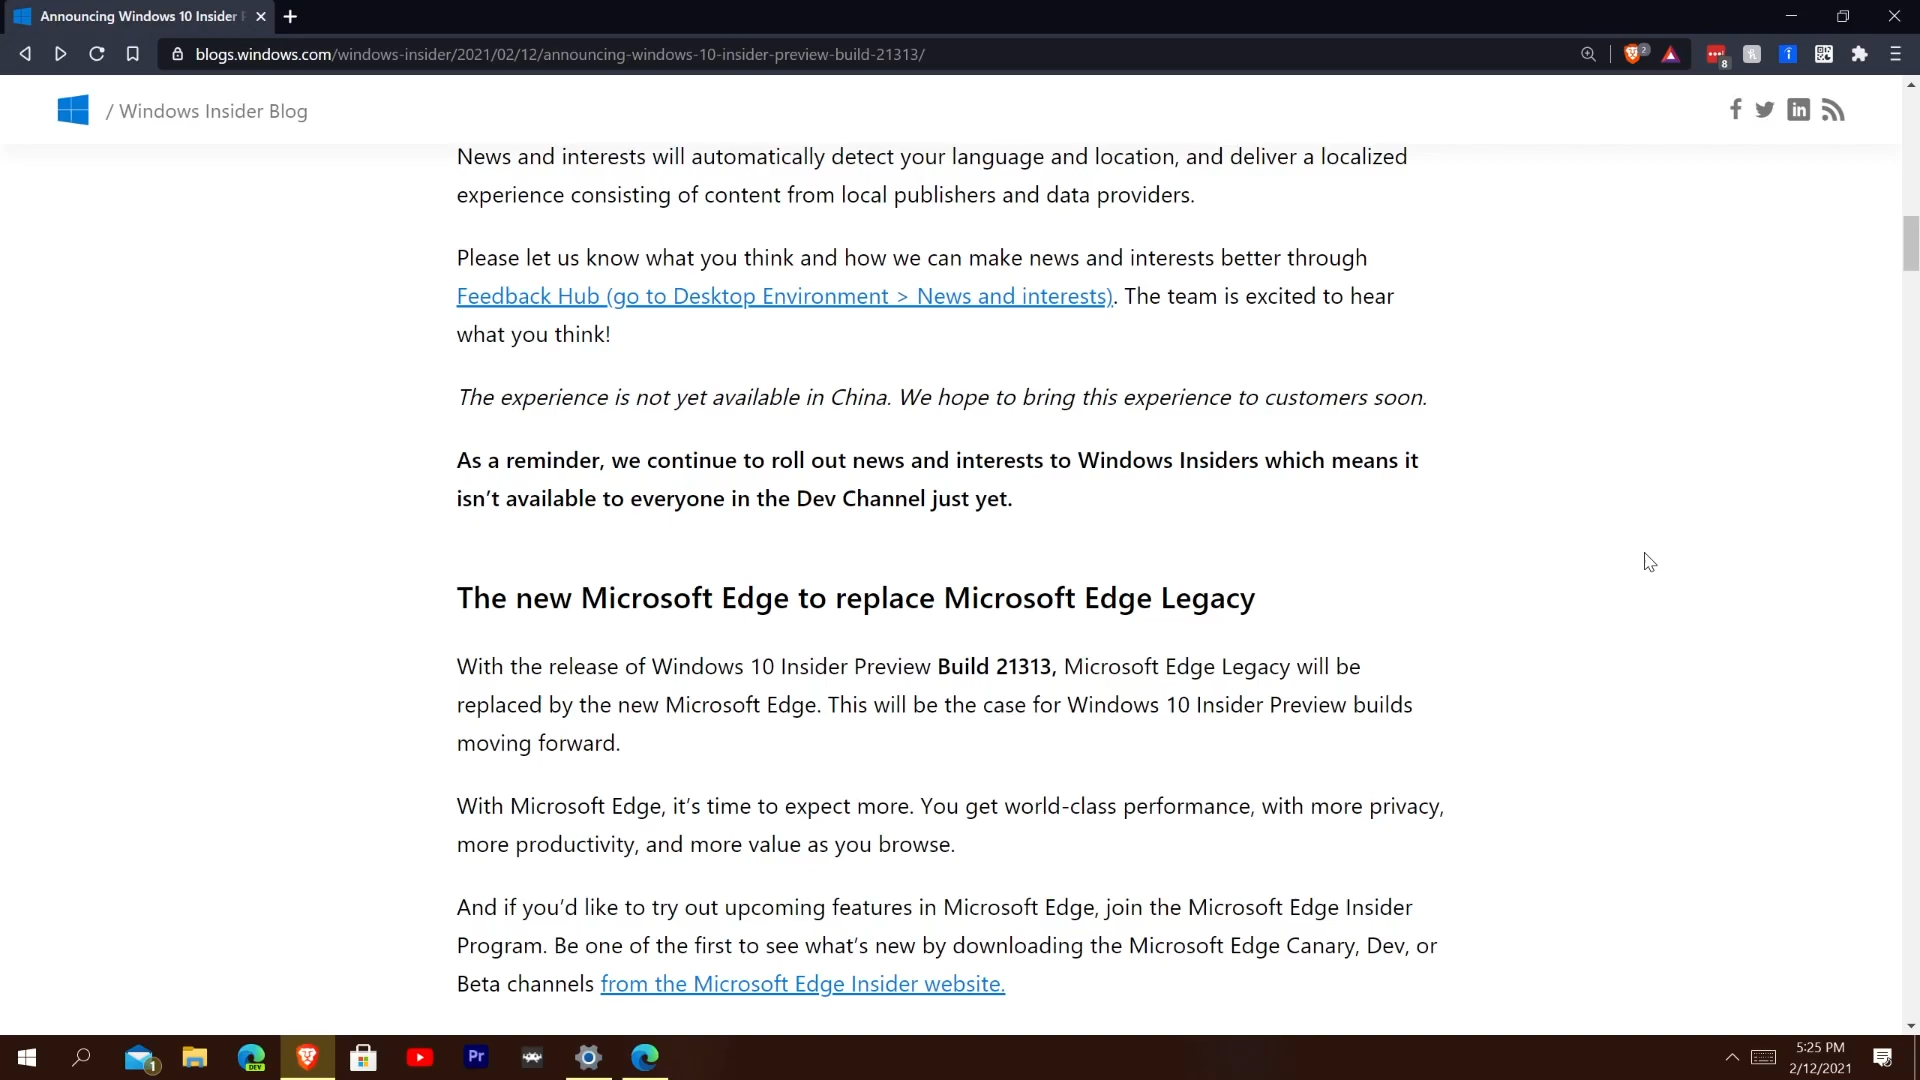 Announcing Windows 10 Insider
blogs.windows.com/windows-insider/2021/02/12/announcing-windows-10-insider-preview-build-21313/
2
8
/ Windows Insider Blog
News and interests will automatically detect your language and location, and deliver a localized
experience consisting of content from local publishers and data providers.
Please let us know what you think and how we can make news and interests better through
Feedback Hub (go to Desktop Environment > News and interests). The team is excited to hear
what you think!
The experience is not yet available in China. We hope to bring this experience to customers soon.
As a reminder, we continue to roll out news and interests to Windows Insiders which means it
isn’t available to everyone in the Dev Channel just yet.
The new Microsoft Edge to replace Microsoft Edge Legacy
With the release of Windows 10 Insider Preview Build 21313, Microsoft Edge Legacy will be
replaced by the new Microsoft Edge. This will be the case for Windows 10 Insider Preview builds
moving forward.
With Microsoft Edge, it’s time to expect more. You get world-class performance, with more privacy,
more productivity, and more value as you browse.
And if you’d like to try out upcoming features in Microsoft Edge, join the Microsoft Edge Insider
Program. Be one of the first to see what’s new by downloading the Microsoft Edge Canary, Dev, or
Beta channels from the Microsoft Edge Insider website.
1
DEV
Pr
5:25 PM
2/12/2021